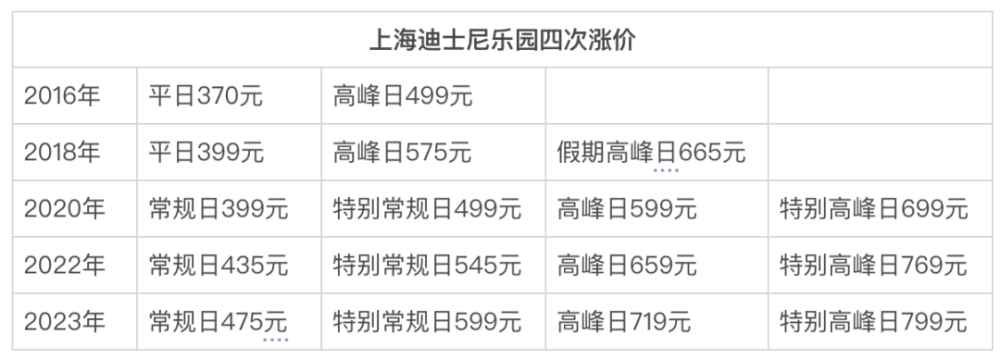 上海迪士尼乐园四次涨价
2016年 平日370元 高峰日499元
2018年 平日399元 高峰日575元 假期高峰日665元
2020年 常规日399元 特别常规日499元 高峰日599元 特别高峰日699元
2022年 常规日435元 特别常规日545元 高峰日659元 特别高峰日769元
2023年 常规日475元 特别常规日599元 高峰日719元 特别高峰日799元